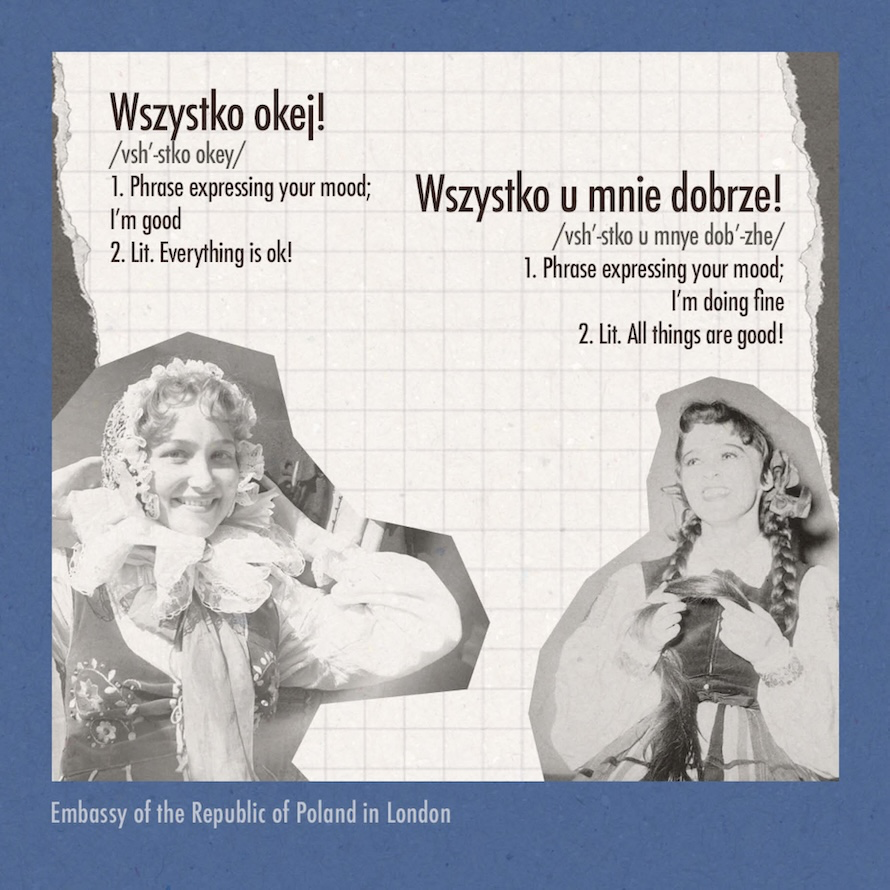 Wszystko okej!
/vsh’-stko okey/
1. Phrase expressing your mood;
I’m good
2. Lit. Everything is ok!
Wszystko u mnie dobrze!
/vsh’-stko u mnye dob’-zhe/
1. Phrase expressing your mood;
I’m doing fine
2. Lit. All things are good!
Embassy of the Republic of Poland in London